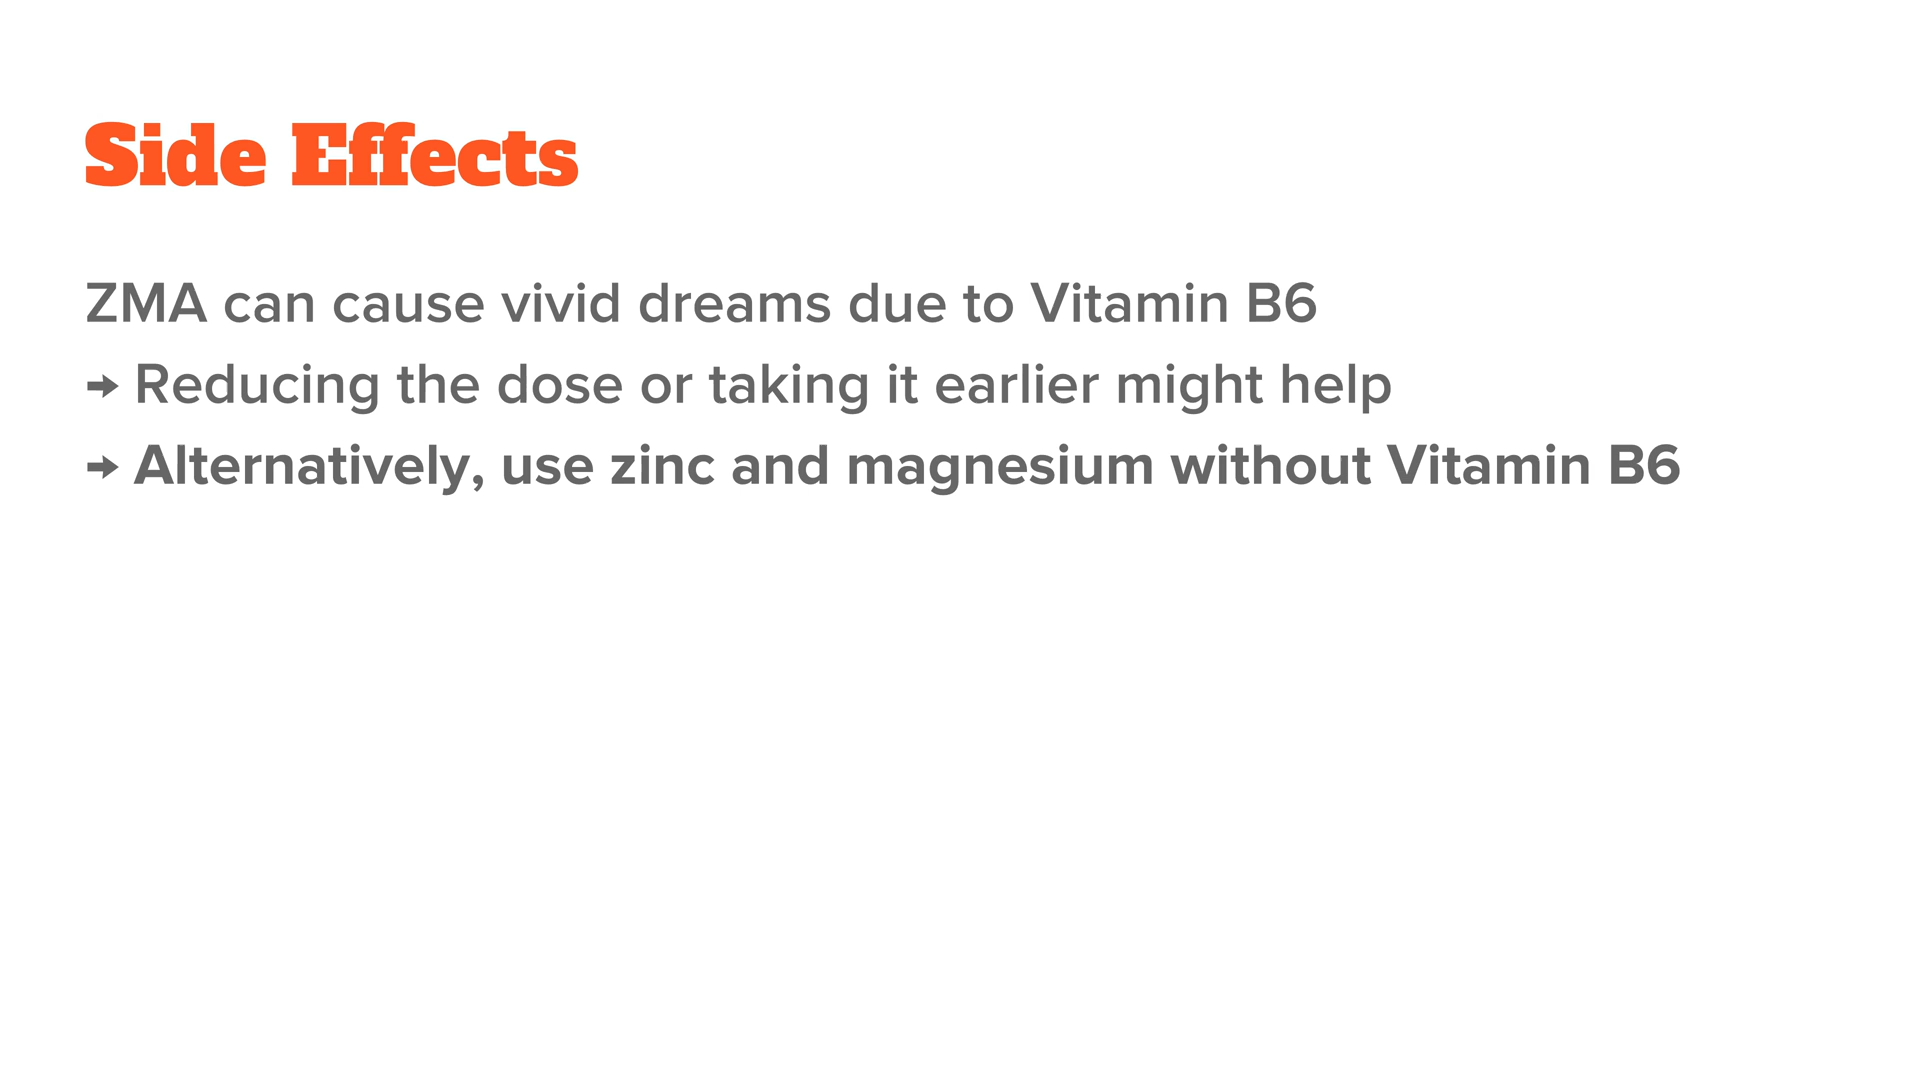 Side Effects
ZMA can cause vivid dreams due to Vitamin B6
→ Reducing the dose or taking it earlier might help
→ Alternatively, use zinc and magnesium without Vitamin B6